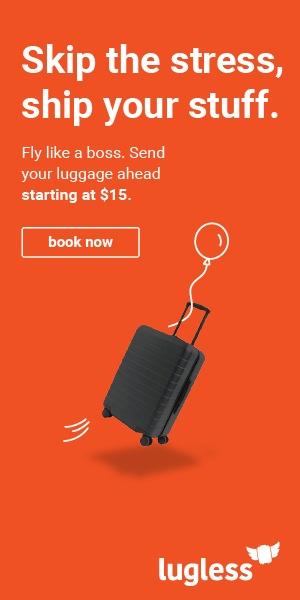 Skip the stress,
ship your stuff.
Fly like a boss. Send
your luggage ahead
starting at $15.
book now
lugless